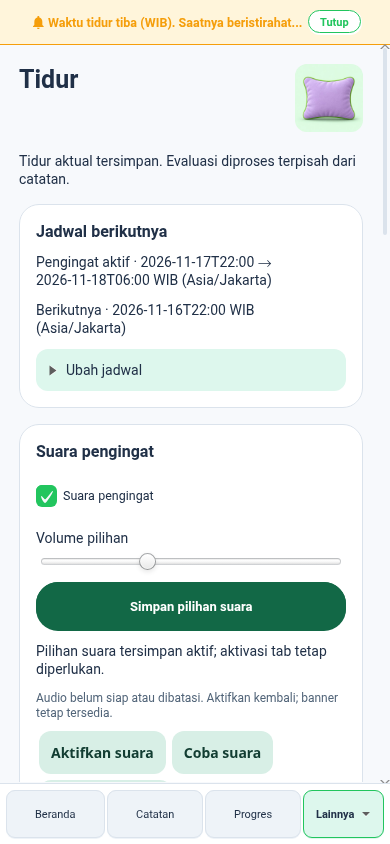 Waktu tidur tiba (WIB). Saatnya beristirahat...
Tutup
Tidur
Tidur aktual tersimpan. Evaluasi diproses terpisah dari
catatan.
Jadwal berikutnya
Pengingat aktif · 2026-11-17T22:00 →
2026-11-18T06:00 WIB (Asia/Jakarta)
Berikutnya · 2026-11-16T22:00 WIB
(Asia/Jakarta)
Ubah jadwal
Suara pengingat
Suara pengingat
Volume pilihan
Simpan pilihan suara
Pilihan suara tersimpan aktif; aktivasi tab tetap
diperlukan.
Audio belum siap atau dibatasi. Aktifkan kembali; banner
tetap tersedia.
Aktifkan suara
Coba suara
Beranda
Catatan
Progres
Lainnya